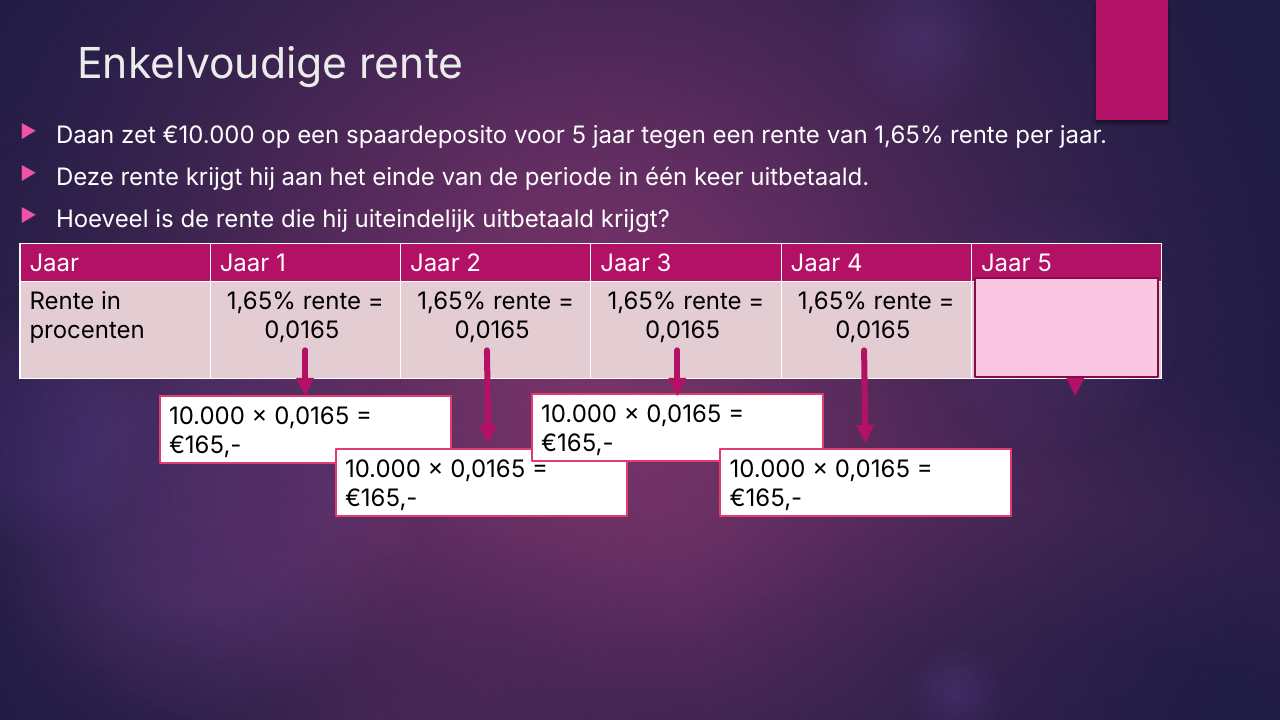 Enkelvoudige rente
Daan zet €10.000 op een spaardeposito voor 5 jaar tegen een rente van 1,65% rente per jaar.
Deze rente krijgt hij aan het einde van de periode in één keer uitbetaald.
Hoeveel is de rente die hij uiteindelijk uitbetaald krijgt?
Jaar Jaar 1 Jaar 2 Jaar 3 Jaar 4 Jaar 5
Rente in 1,65% rente = 1,65% rente = 1,65% rente = 1,65% rente =
procenten 0,0165 0,0165 0,0165 0,0165
10.000 × 0,0165 =
€165,-
10.000 × 0,0165 =
€165,-
10.000 × 0,0165 =
€165,-
10.000 × 0,0165 =
€165,-